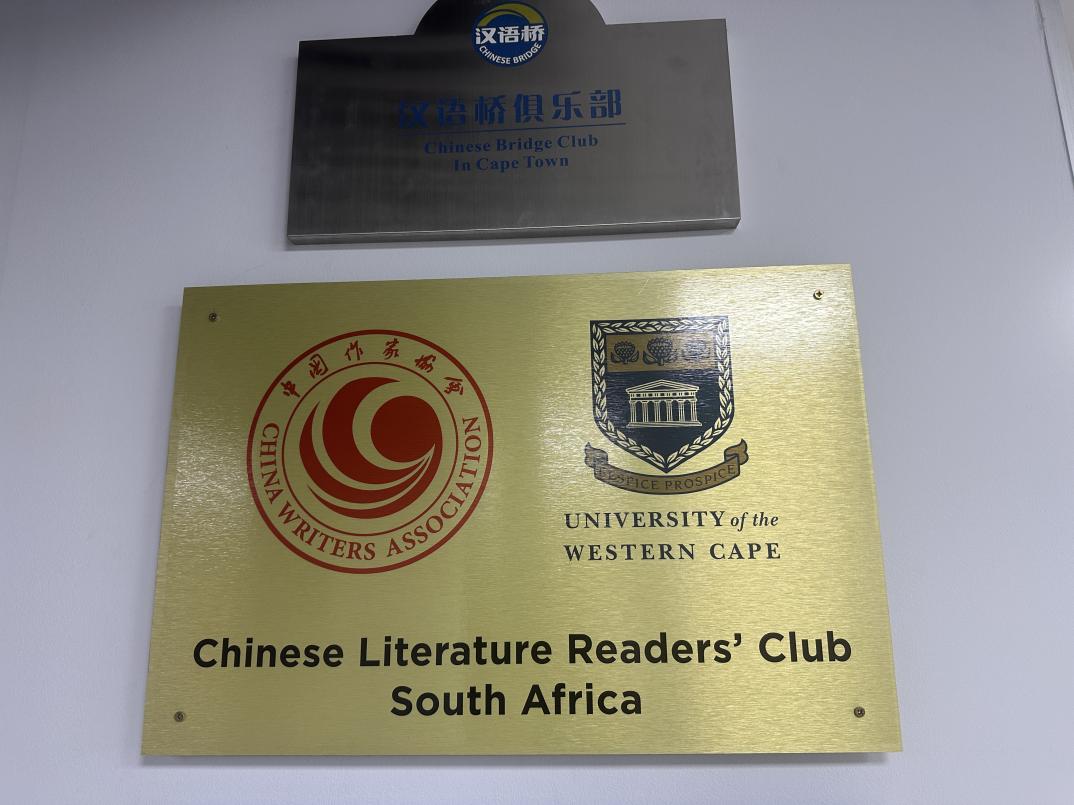 汉语桥
CHINESE BRIDGE
汉语桥俱乐部
Chinese Bridge Club
In Cape Town
中国作家协会
CHINA WRITERS ASSOCIATION
RESPICE PROSPICE
UNIVERSITY of the
WESTERN CAPE
Chinese Literature Readers’ Club
South Africa